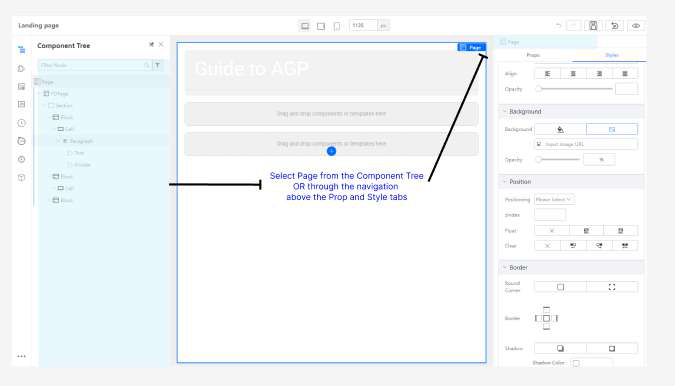 Landing page
1135
px
Component Tree
Filter Node
Page
FDPage
Section
Block
Cell
Paragraph
Text
Block
Cell
Block
Page
Guide to AGP
Drag and drop components or templates here
Drag and drop components or templates here
Select Page from the Component Tree
OR through the navigation
above the Prop and Style tabs
Page
Props
Styles
Align
Opacity
Background
Background
Input image URL
Opacity
%
Position
Positioning
Please Select
zIndex
Float
Clear
Border
Round
Corner
Border
Shadow
Shadow Color